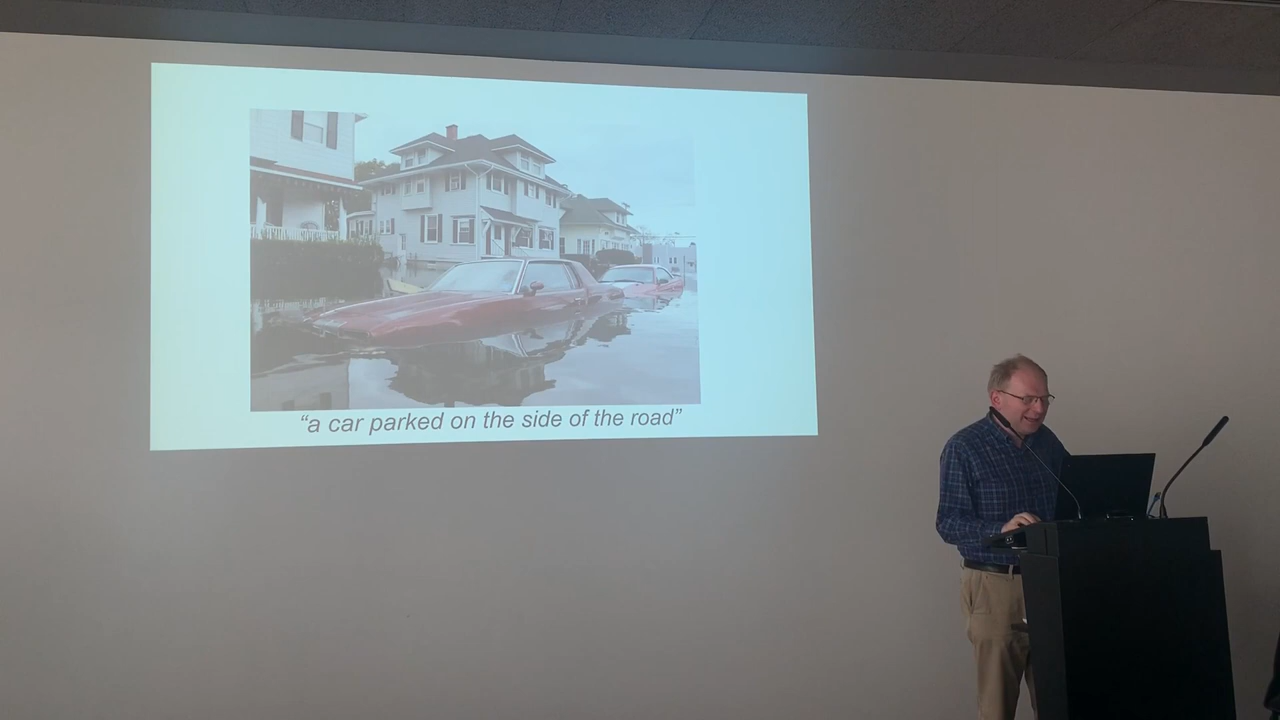 “a car parked on the side of the road”